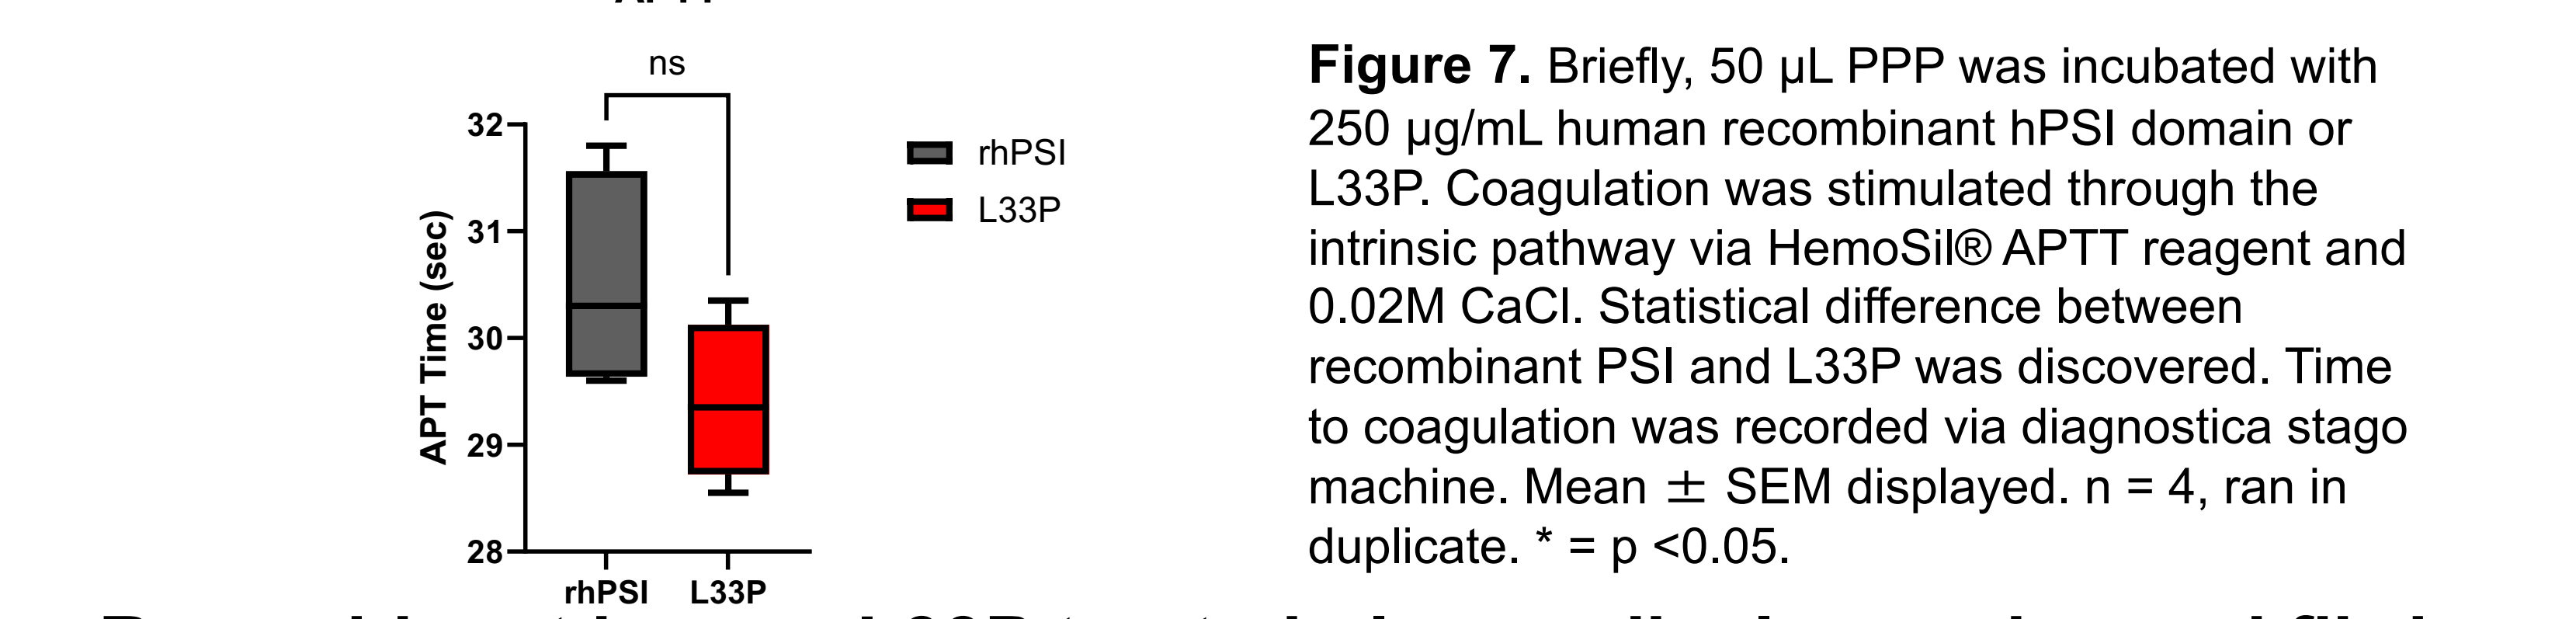 ns
32
31
30
29
28
APT Time (sec)
rhPSI
L33P
rhPSI
L33P
Figure 7. Briefly, 50 µL PPP was incubated with
250 µg/mL human recombinant hPSI domain or
L33P. Coagulation was stimulated through the
intrinsic pathway via HemoSil® APTT reagent and
0.02M CaCl. Statistical difference between
recombinant PSI and L33P was discovered. Time
to coagulation was recorded via diagnostica stago
machine. Mean ± SEM displayed. n = 4, ran in
duplicate. * = p <0.05.